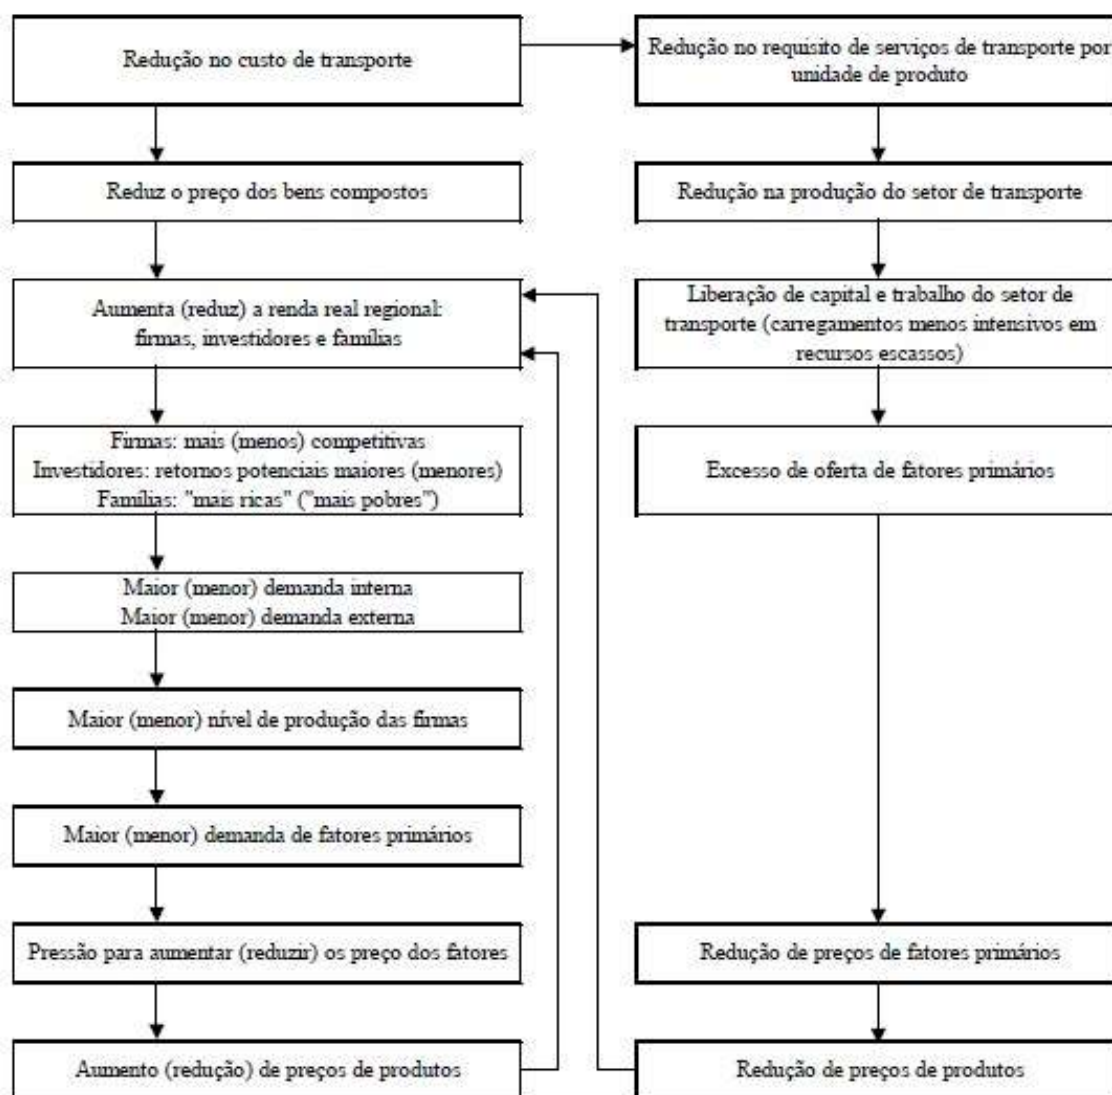 Redução no custo de transporte
Reduz o preço dos bens compostos
Aumenta (reduz) a renda real regional:
firmas, investidores e famílias
Firmas: mais (menos) competitivas
Investidores: retornos potenciais maiores (menores)
Famílias: "mais ricas" ("mais pobres")
Maior (menor) demanda interna
Maior (menor) demanda externa
Maior (menor) nível de produção das firmas
Maior (menor) demanda de fatores primários
Pressão para aumentar (reduzir) os preço dos fatores
Aumento (redução) de preços de produtos
Redução no requisito de serviços de transporte por
unidade de produto
Redução na produção do setor de transporte
Liberação de capital e trabalho do setor de
transporte (carregamentos menos intensivos em
recursos escassos)
Excesso de oferta de fatores primários
Redução de preços de fatores primários
Redução de preços de produtos